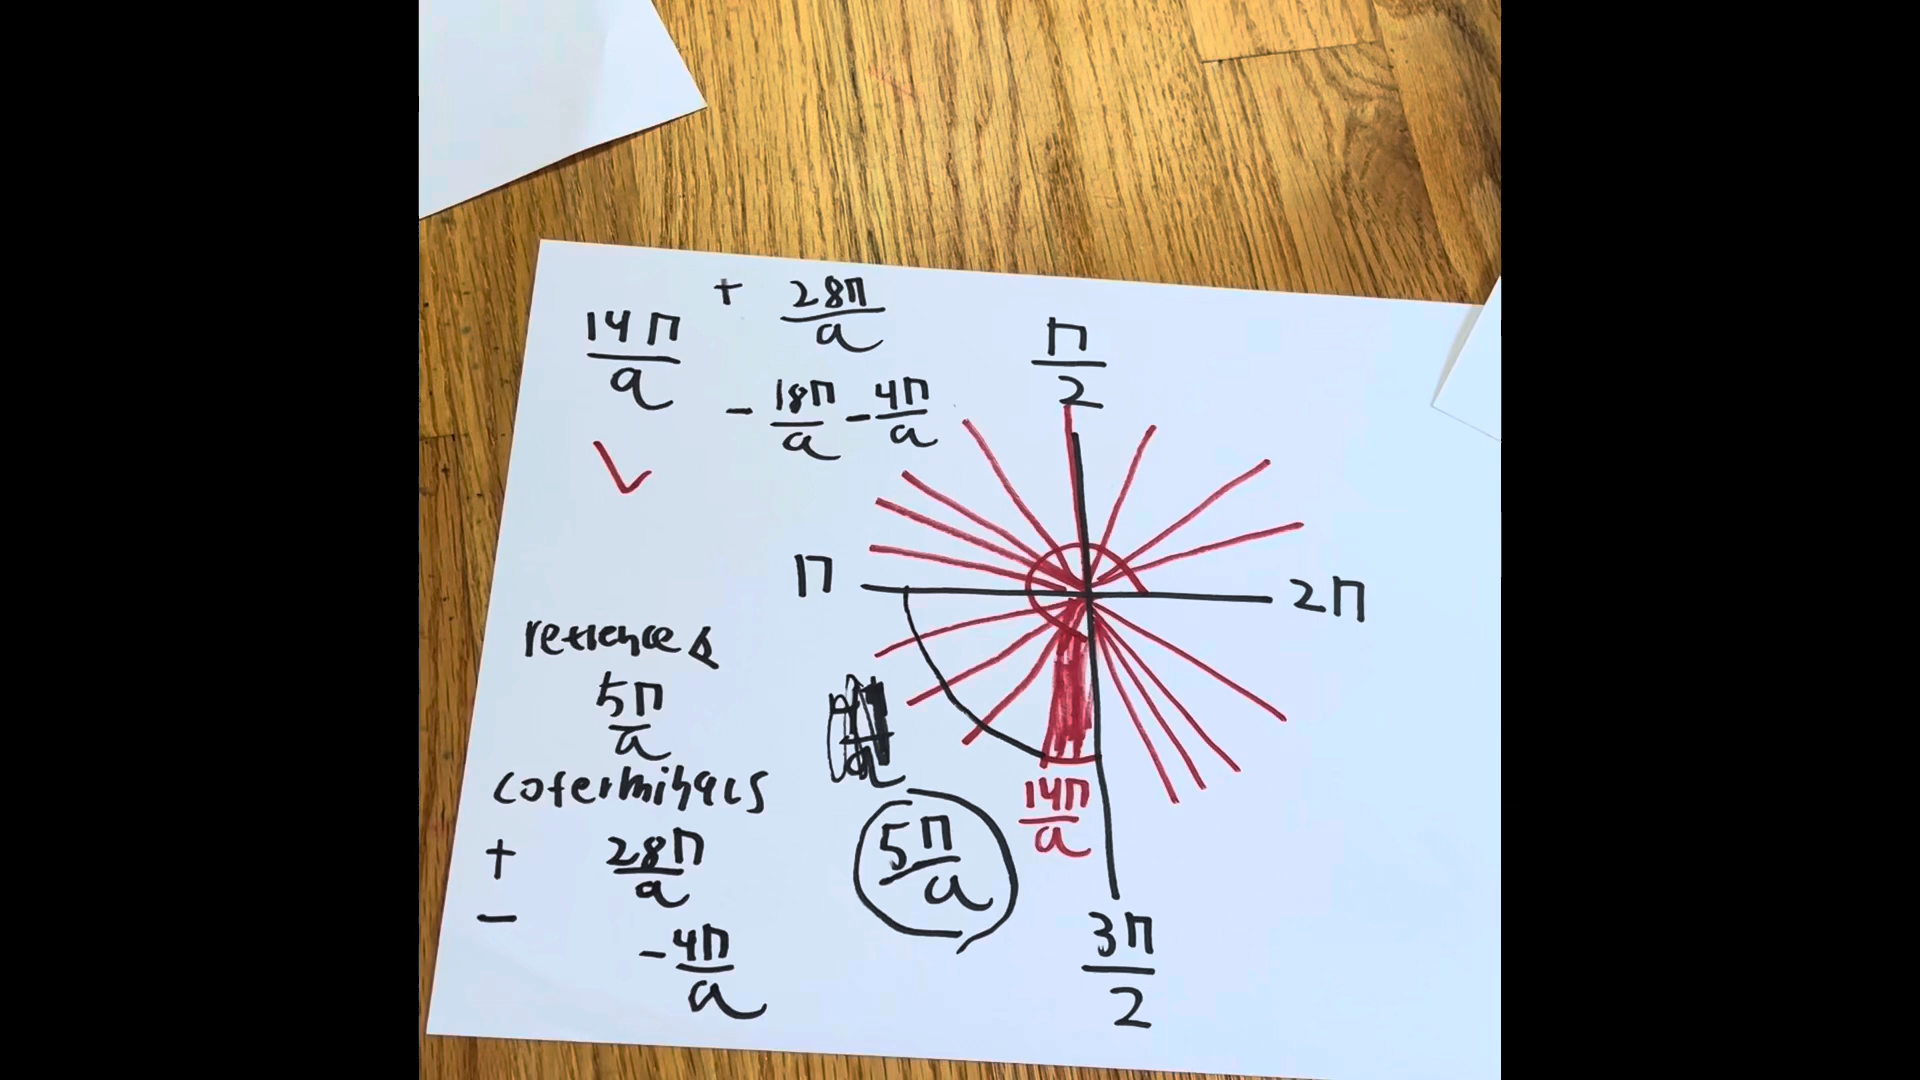 14π/9
+ 28π/9
- 18π/9 - 4π/9
π/2
π
2π
reference ∡
5π/9
coterminals
+ 28π/9
-
- 4π/9
5π/9
14π/9
3π/2